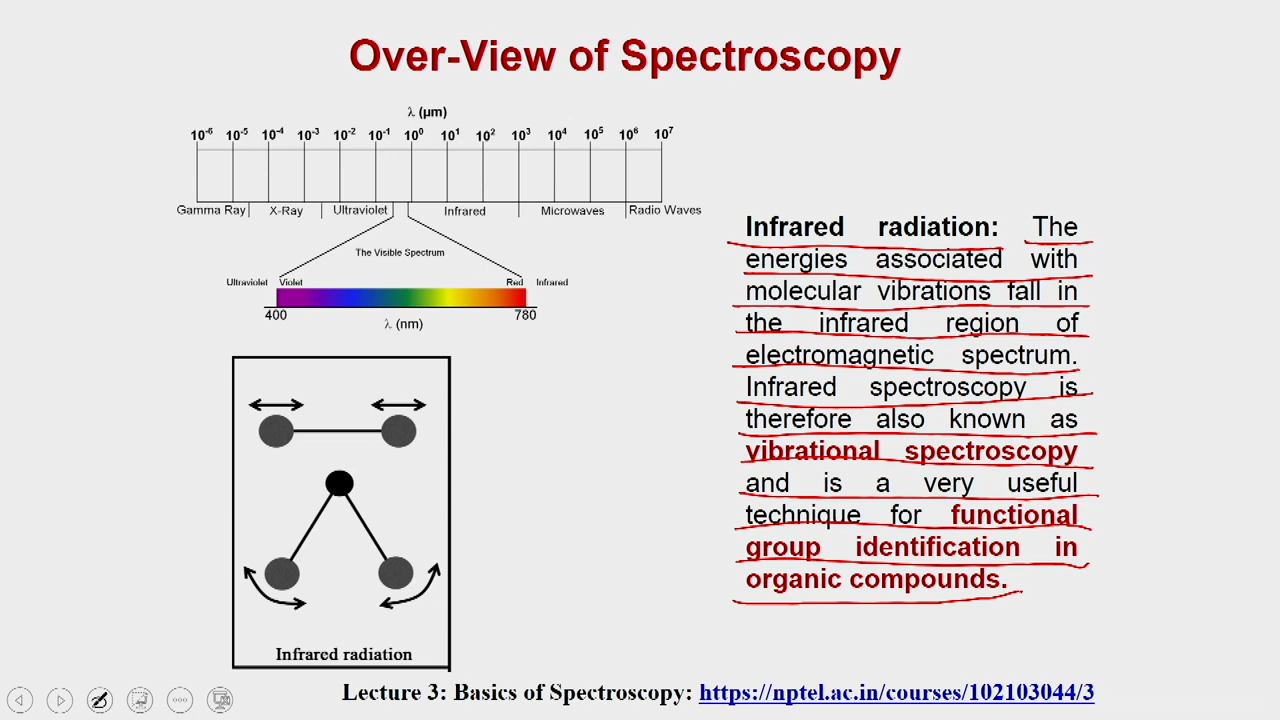 Over-View of Spectroscopy
λ (µm)
10⁻⁶ 10⁻⁵ 10⁻⁴ 10⁻³ 10⁻² 10⁻¹ 10⁰ 10¹ 10² 10³ 10⁴ 10⁵ 10⁶ 10⁷
Gamma Ray X-Ray Ultraviolet Infrared Microwaves Radio Waves
The Visible Spectrum
Ultraviolet Violet Red Infrared
400 780
λ (nm)
Infrared radiation
Infrared radiation: The
energies associated with
molecular vibrations fall in
the infrared region of
electromagnetic spectrum.
Infrared spectroscopy is
therefore also known as
vibrational spectroscopy
and is a very useful
technique for functional
group identification in
organic compounds.
Lecture 3: Basics of Spectroscopy: https://nptel.ac.in/courses/102103044/3